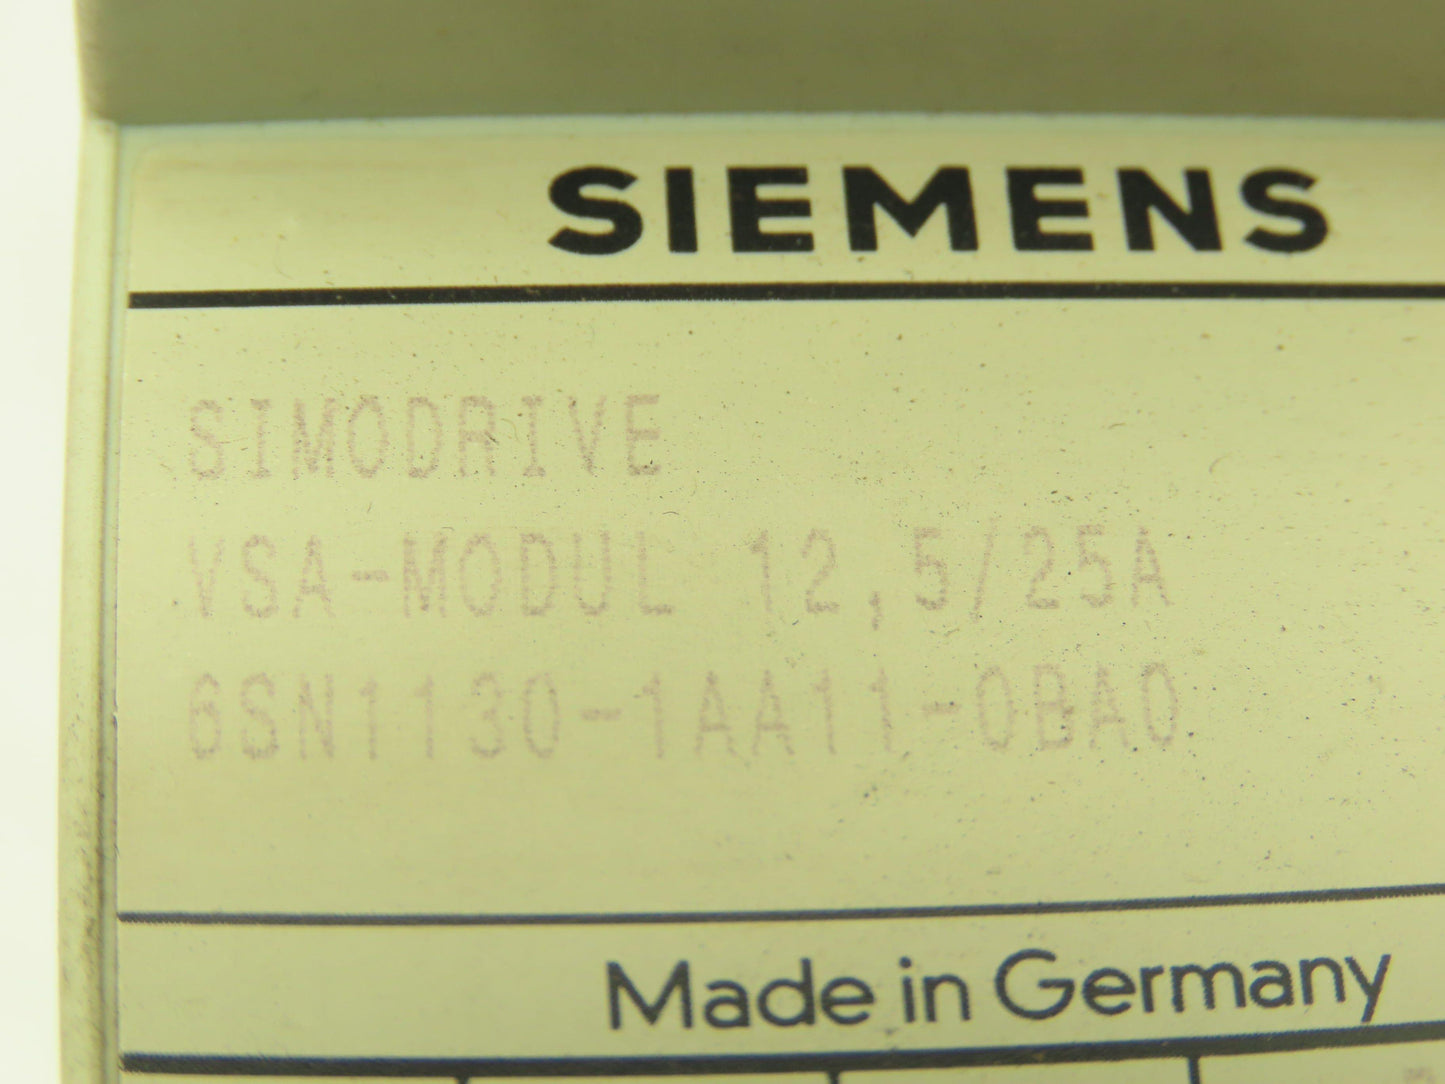 SIEMENS
SIMODRIVE
VSA-MODUL 12,5/25A
6SN1130-1AA11-0BA0
Made in Germany